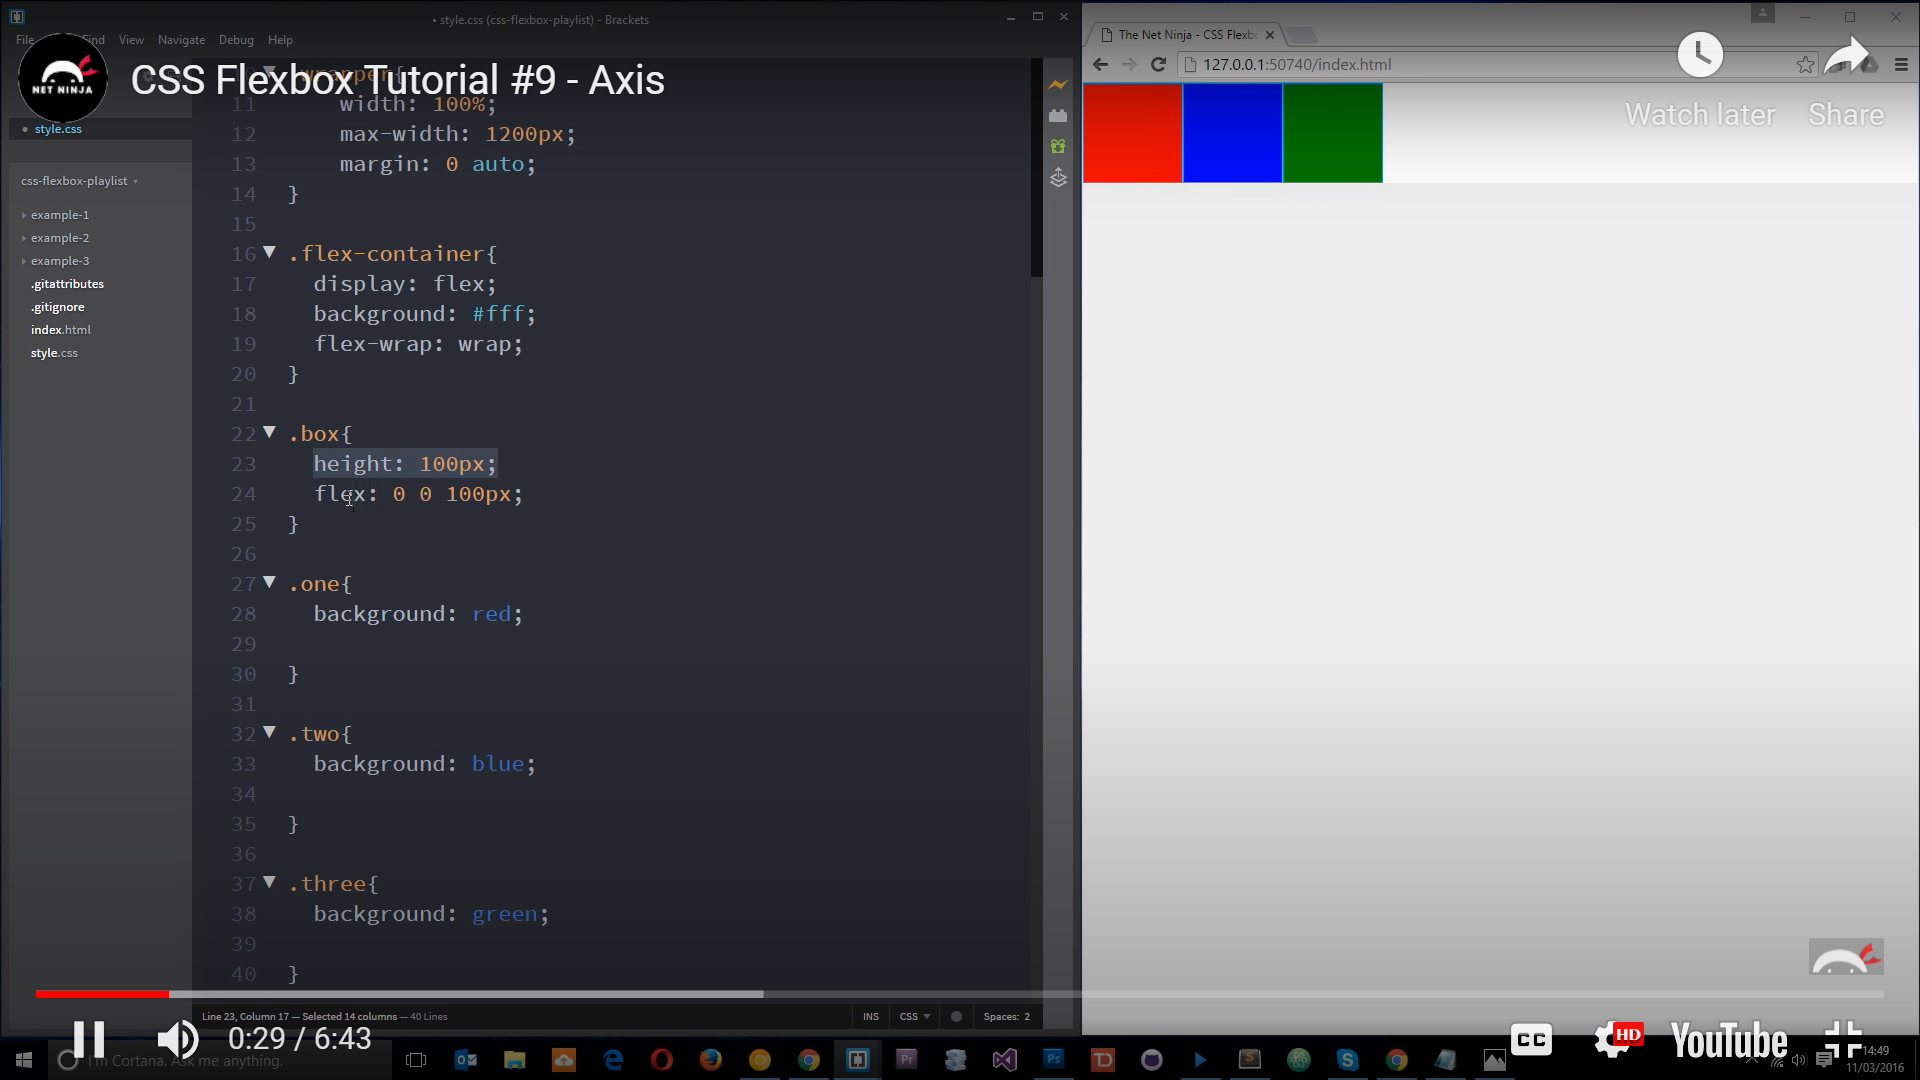 • style.css (css-flexbox-playlist) - Brackets
File Find View Navigate Debug Help
NET NINJA
CSS Flexbox Tutorial #9 - Axis
• style.css
css-flexbox-playlist
example-1
example-2
example-3
.gitattributes
.gitignore
index.html
style.css
wrapper{
11 width: 100%;
12 max-width: 1200px;
13 margin: 0 auto;
14 }
15
16 .flex-container{
17 display: flex;
18 background: #fff;
19 flex-wrap: wrap;
20 }
21
22 .box{
23 height: 100px;
24 flex: 0 0 100px;
25 }
26
27 .one{
28 background: red;
29
30 }
31
32 .two{
33 background: blue;
34
35 }
36
37 .three{
38 background: green;
39
40 }
Line 23, Column 17 — Selected 14 columns — 40 Lines
INS CSS Spaces: 2
The Net Ninja - CSS Flexb
127.0.0.1:50740/index.html
Watch later Share
0:29 / 6:43
CC HD YouTube
I'm Cortana. Ask me anything.
Pr Ps TD
14:49
11/03/2016